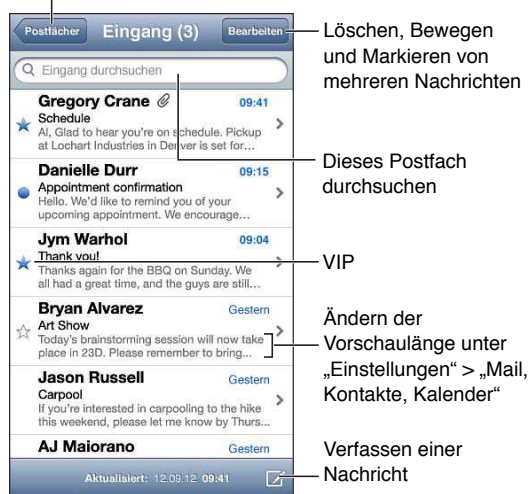 Postfächer
Eingang (3)
Bearbeiten
Eingang durchsuchen
Gregory Crane
09:41
Schedule
Al, Glad to hear you're on schedule. Pickup
at Lochart Industries in Denver is set for…
Danielle Durr
09:15
Appointment confirmation
Hello. We'd like to remind you of your
upcoming appointment. We encourage…
Jym Warhol
09:04
Thank you!
Thanks again for the BBQ on Sunday. We
all had a great time, and the guys are still…
Bryan Alvarez
Gestern
Art Show
Today's brainstorming session will now take
place in 23D. Please remember to bring...
Jason Russell
Gestern
Carpool
If you're interested in carpooling to the hike
this weekend, please let me know by Thurs...
AJ Maiorano
Gestern
Aktualisiert: 12.09.12 09:41
Löschen, Bewegen
und Markieren von
mehreren Nachrichten
Dieses Postfach
durchsuchen
VIP
Ändern der
Vorschaulänge unter
„Einstellungen“ > „Mail,
Kontakte, Kalender“
Verfassen einer
Nachricht